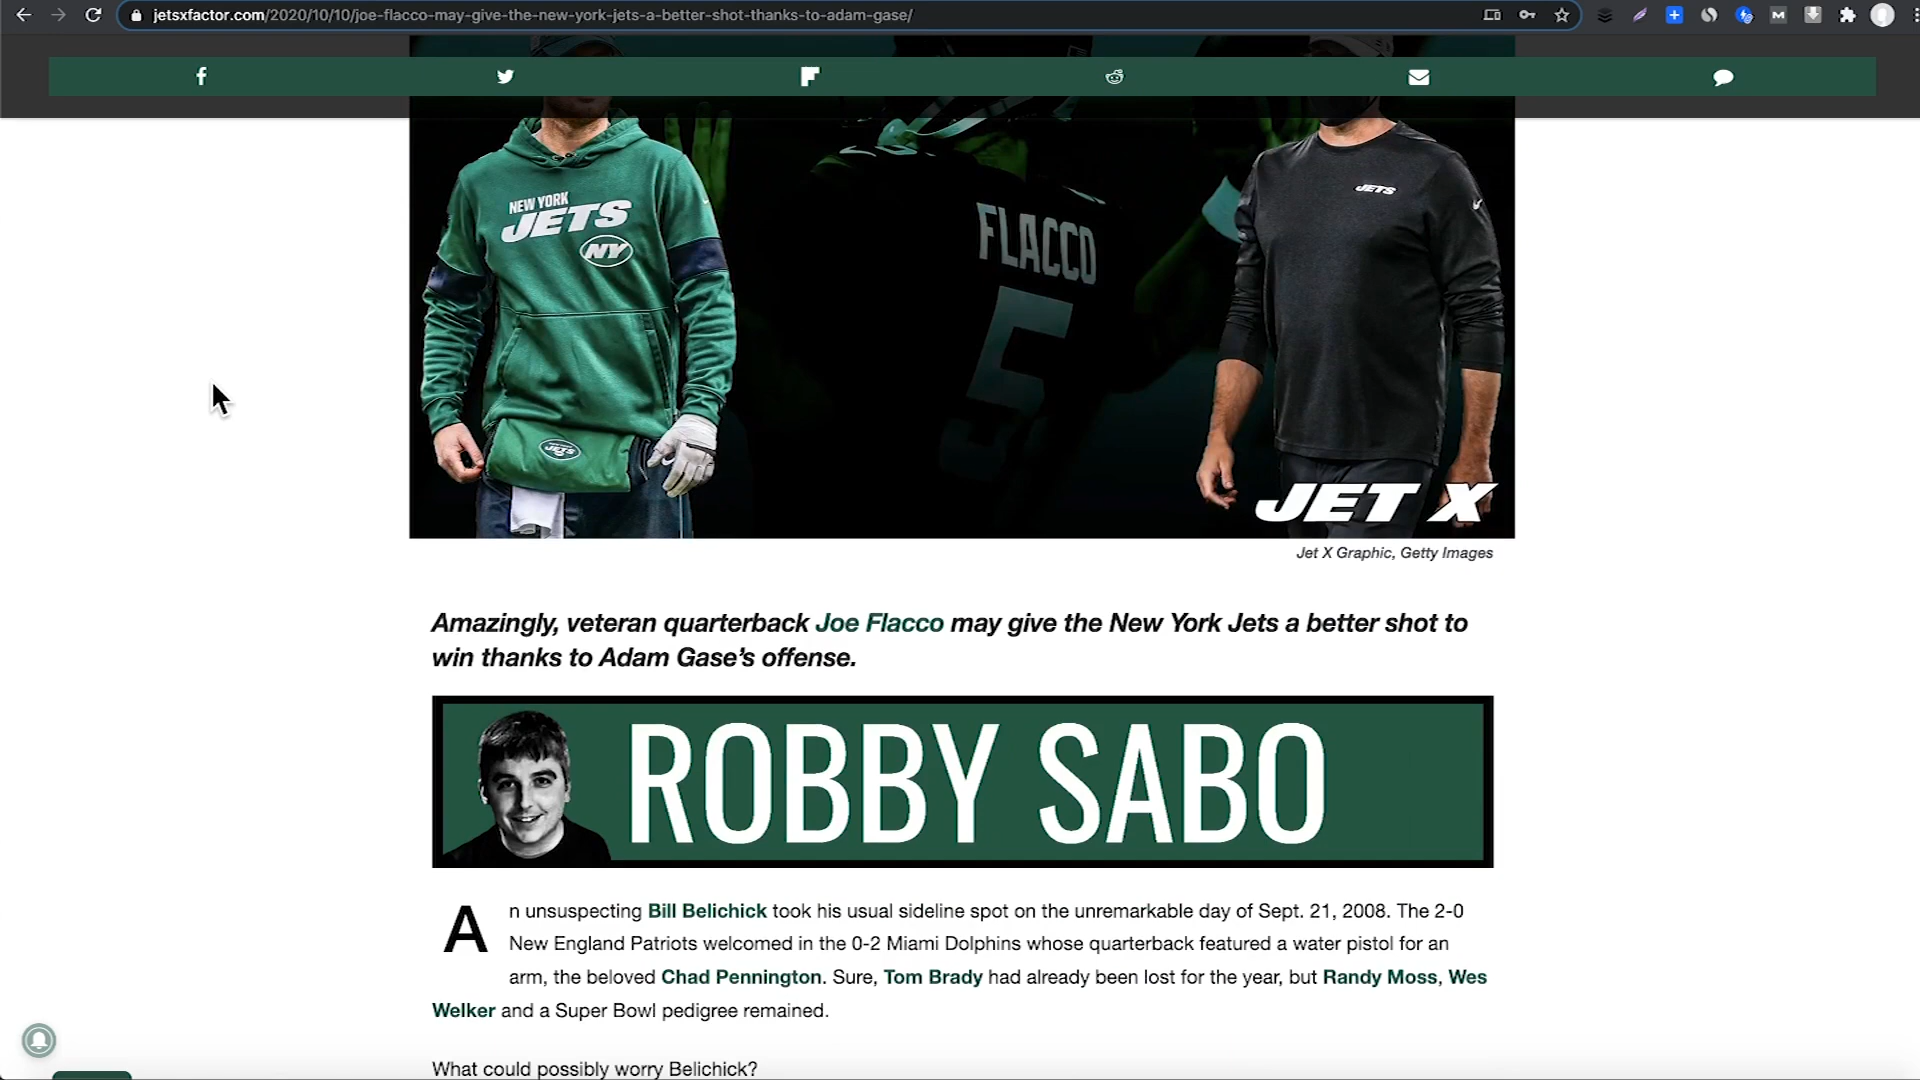 jetsxfactor.com/2020/10/10/joe-flacco-may-give-the-new-york-jets-a-better-shot-thanks-to-adam-gase/
NEW YORK
JETS
NY
FLACCO
5
JETS
JETS
JET X
Jet X Graphic, Getty Images
Amazingly, veteran quarterback Joe Flacco may give the New York Jets a better shot to
win thanks to Adam Gase’s offense.
ROBBY SABO
An unsuspecting Bill Belichick took his usual sideline spot on the unremarkable day of Sept. 21, 2008. The 2-0
New England Patriots welcomed in the 0-2 Miami Dolphins whose quarterback featured a water pistol for an
arm, the beloved Chad Pennington. Sure, Tom Brady had already been lost for the year, but Randy Moss, Wes
Welker and a Super Bowl pedigree remained.
What could possibly worry Belichick?